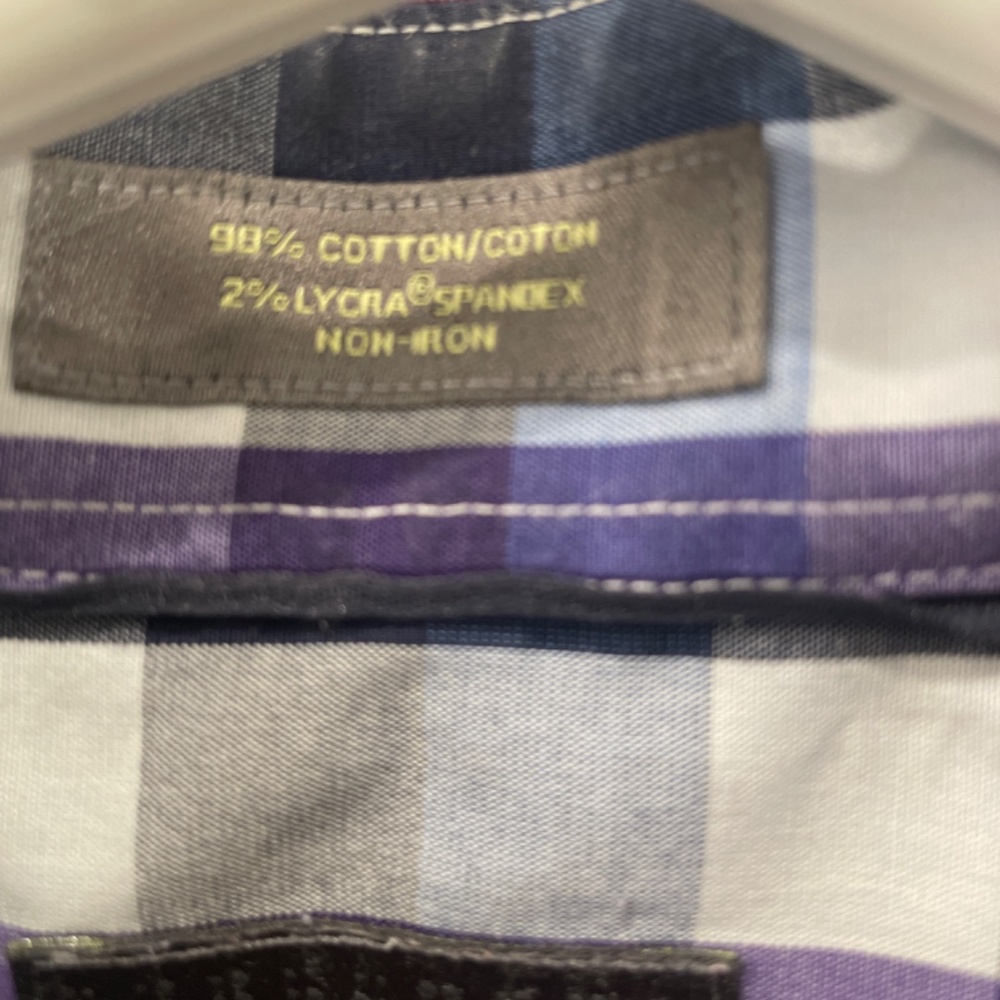 98% COTTON/COTON
2% LYCRA® SPANDEX
NON-IRON